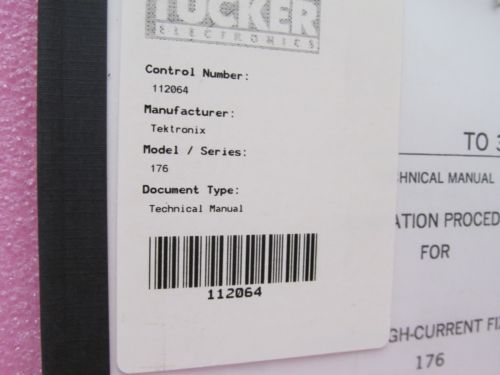 TUCKER
ELECTRONICS
Control Number:
112064
Manufacturer:
Tektronix
Model / Series:
176
Document Type:
Technical Manual
112064
TO 3
HNICAL MANUAL
ATION PROCED
FOR
GH-CURRENT FI
176